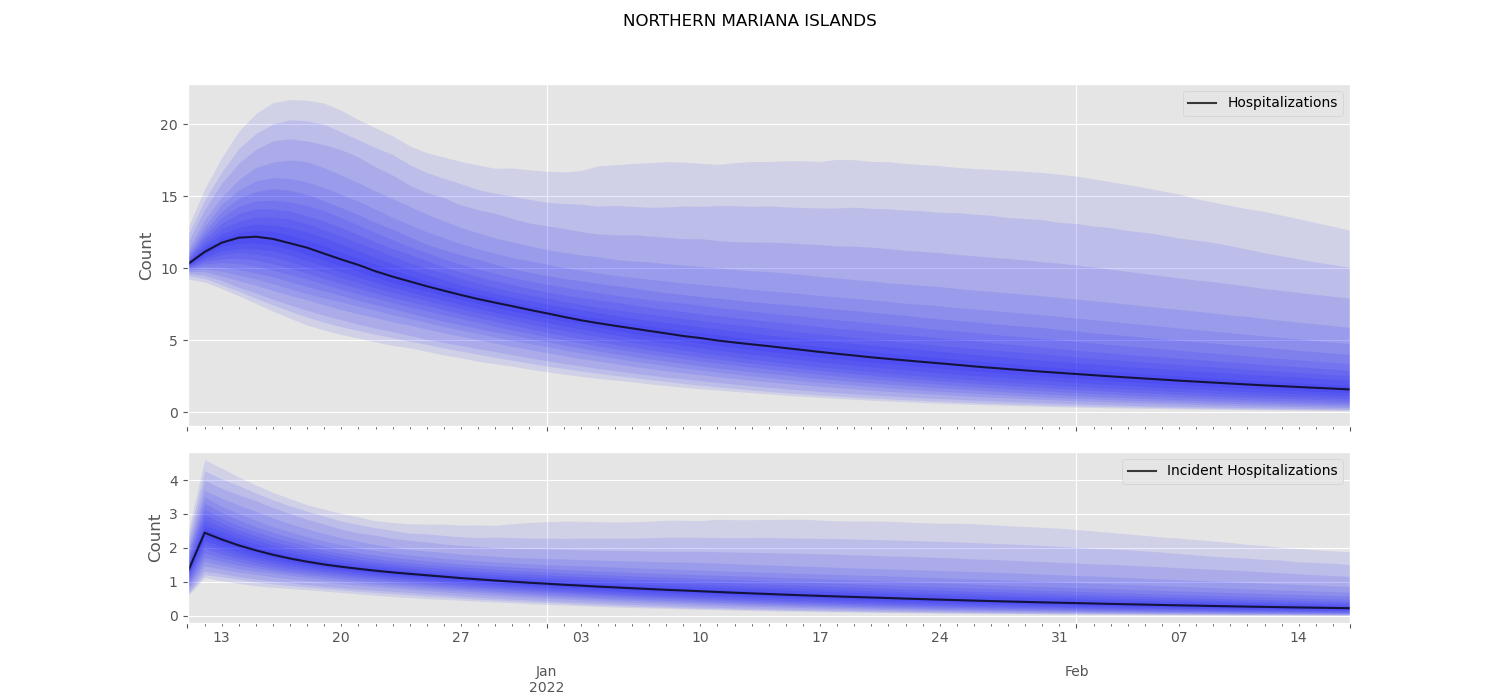 NORTHERN MARIANA ISLANDS
Hospitalizations
Count
20
15
10
5
0
Incident Hospitalizations
Count
4
3
2
1
0
13 20 27 03 10 17 24 31 07 14
Jan Feb
2022